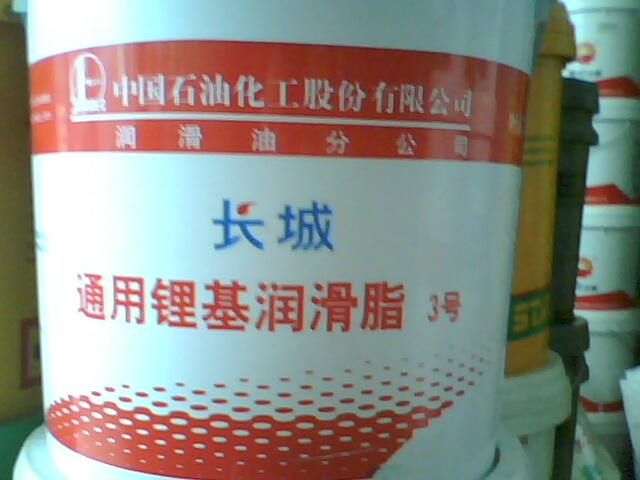 中国石油化工股份有限公司
润滑油分公司
长城
通用锂基润滑脂 3号
STA